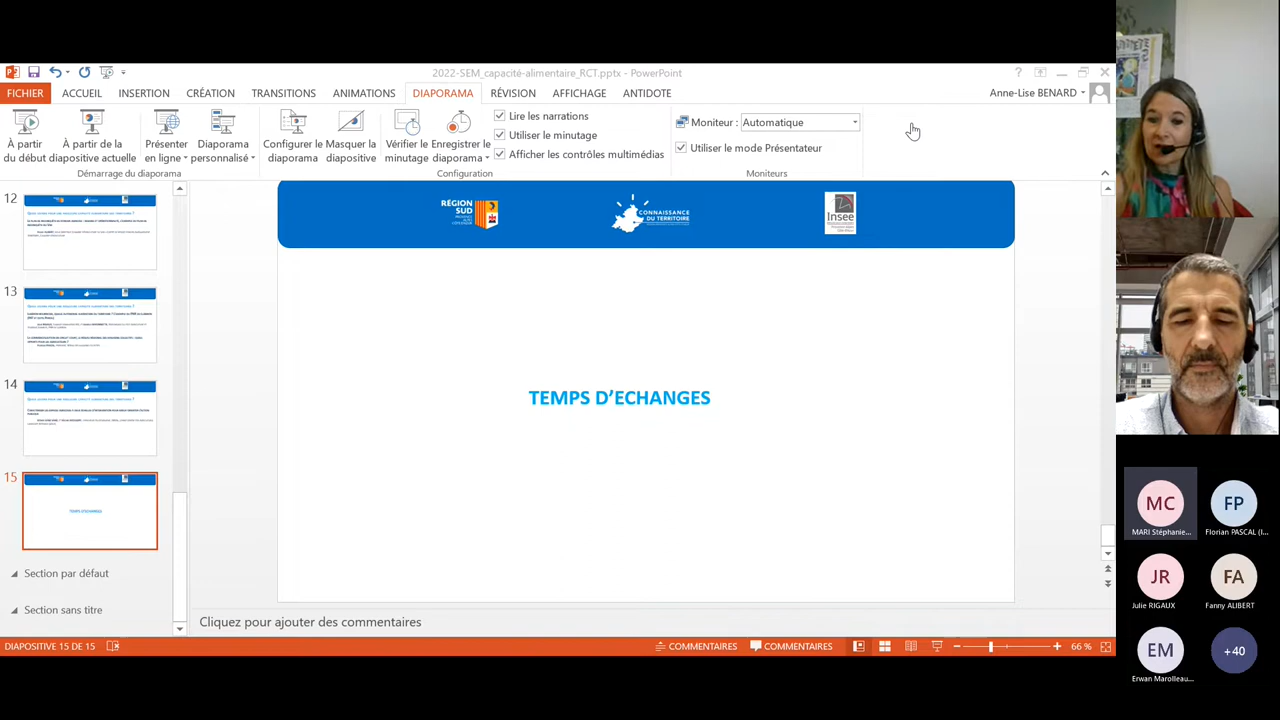 2022-SEM_capacité-alimentaire_RCT.pptx - PowerPoint
FICHIER ACCUEIL INSERTION CRÉATION TRANSITIONS ANIMATIONS DIAPORAMA RÉVISION AFFICHAGE ANTIDOTE
Anne-Lise BENARD
À partir du début
À partir de la diapositive actuelle
Présenter en ligne
Diaporama personnalisé
Configurer le diaporama
Masquer la diapositive
Vérifier le minutage
Enregistrer le diaporama
Lire les narrations
Utiliser le minutage
Afficher les contrôles multimédias
Moniteur : Automatique
Utiliser le mode Présentateur
Démarrage du diaporama
Configuration
Moniteurs
12
13
14
15
TEMPS D'ECHANGES
Section par défaut
Section sans titre
RÉGION
SUD
CONNAISSANCE
DU TERRITOIRE
Insee
TEMPS D'ECHANGES
Cliquez pour ajouter des commentaires
DIAPOSITIVE 15 DE 15
COMMENTAIRES
COMMENTAIRES
66 %
MC
MARI Stéphanie...
FP
Florian PASCAL (I...
JR
Julie RIGAUX
FA
Fanny ALIBERT
EM
Erwan Marolleau...
+40